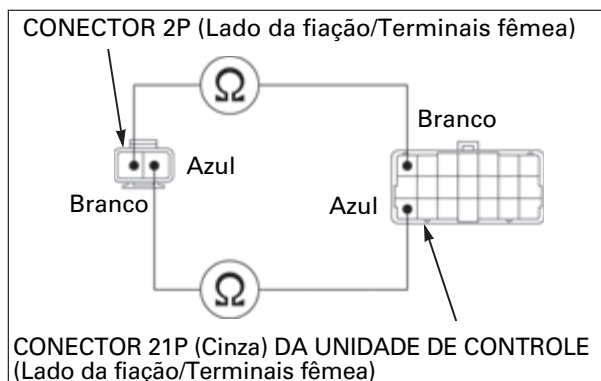 CONECTOR 2P (Lado da fiação/Terminais fêmea)
Ω
Branco
Azul
Branco
Azul
Ω
CONECTOR 21P (Cinza) DA UNIDADE DE CONTROLE
(Lado da fiação/Terminais fêmea)